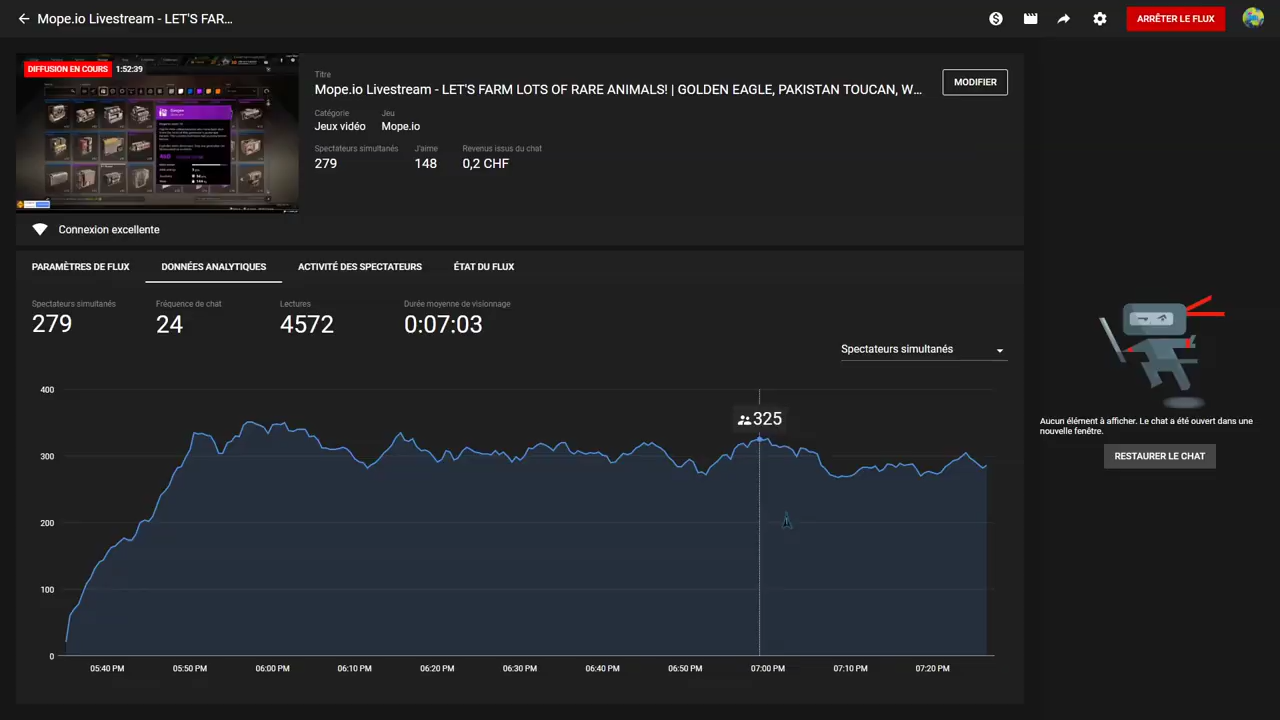 Mope.io Livestream - LET'S FAR...
ARRÊTER LE FLUX
DIFFUSION EN COURS 1:52:39
Titre
Mope.io Livestream - LET'S FARM LOTS OF RARE ANIMALS! | GOLDEN EAGLE, PAKISTAN TOUCAN, W...
MODIFIER
Catégorie Jeu
Jeux vidéo Mope.io
Spectateurs simultanés J'aime Revenus issus du chat
279 148 0,2 CHF
Connexion excellente
PARAMÈTRES DE FLUX DONNÉES ANALYTIQUES ACTIVITÉ DES SPECTATEURS ÉTAT DU FLUX
Spectateurs simultanés Fréquence de chat Lectures Durée moyenne de visionnage
279 24 4572 0:07:03
Spectateurs simultanés
400
325
300
200
100
0
05:40 PM 05:50 PM 06:00 PM 06:10 PM 06:20 PM 06:30 PM 06:40 PM 06:50 PM 07:00 PM 07:10 PM 07:20 PM
Aucun élément à afficher. Le chat a été ouvert dans une
nouvelle fenêtre.
RESTAURER LE CHAT